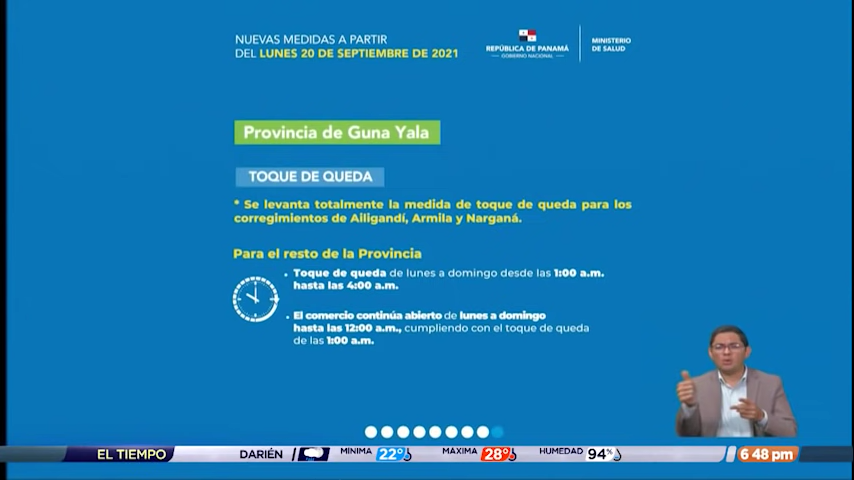 NUEVAS MEDIDAS A PARTIR
DEL LUNES 20 DE SEPTIEMBRE DE 2021
REPÚBLICA DE PANAMÁ
— GOBIERNO NACIONAL —
MINISTERIO
DE SALUD
Provincia de Guna Yala
TOQUE DE QUEDA
* Se levanta totalmente la medida de toque de queda para los
corregimientos de Ailigandí, Armila y Narganá.
Para el resto de la Provincia
• Toque de queda de lunes a domingo desde las 1:00 a.m.
hasta las 4:00 a.m.
• El comercio continúa abierto de lunes a domingo
hasta las 12:00 a.m., cumpliendo con el toque de queda
de las 1:00 a.m.
EL TIEMPO DARIÉN MÍNIMA 22° MÁXIMA 28° HUMEDAD 94% 6 48 pm